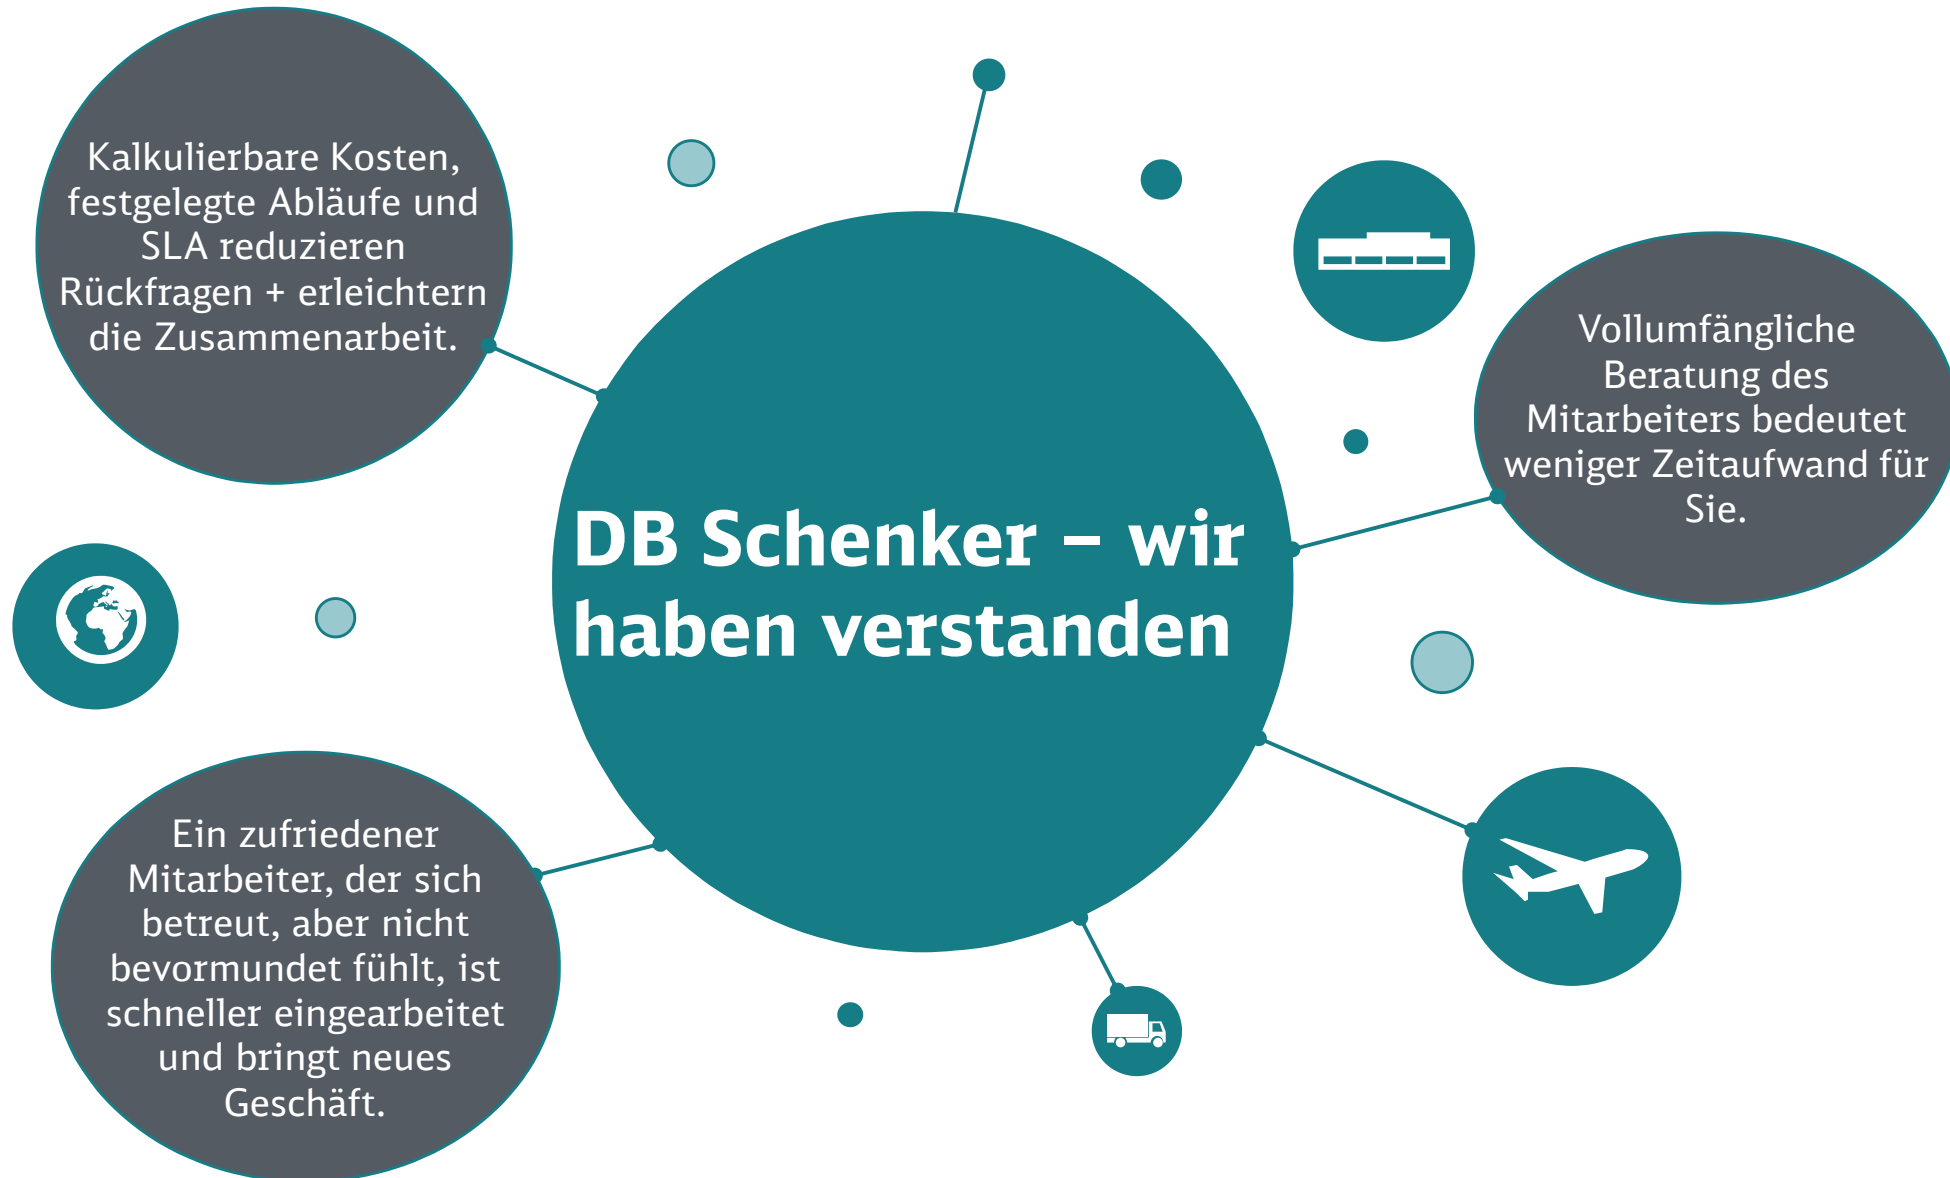 Kalkulierbare Kosten,
festgelegte Abläufe und
SLA reduzieren
Rückfragen + erleichtern
die Zusammenarbeit.
DB Schenker – wir
haben verstanden
Vollumfängliche
Beratung des
Mitarbeiters bedeutet
weniger Zeitaufwand für
Sie.
Ein zufriedener
Mitarbeiter, der sich
betreut, aber nicht
bevormundet fühlt, ist
schneller eingearbeitet
und bringt neues
Geschäft.